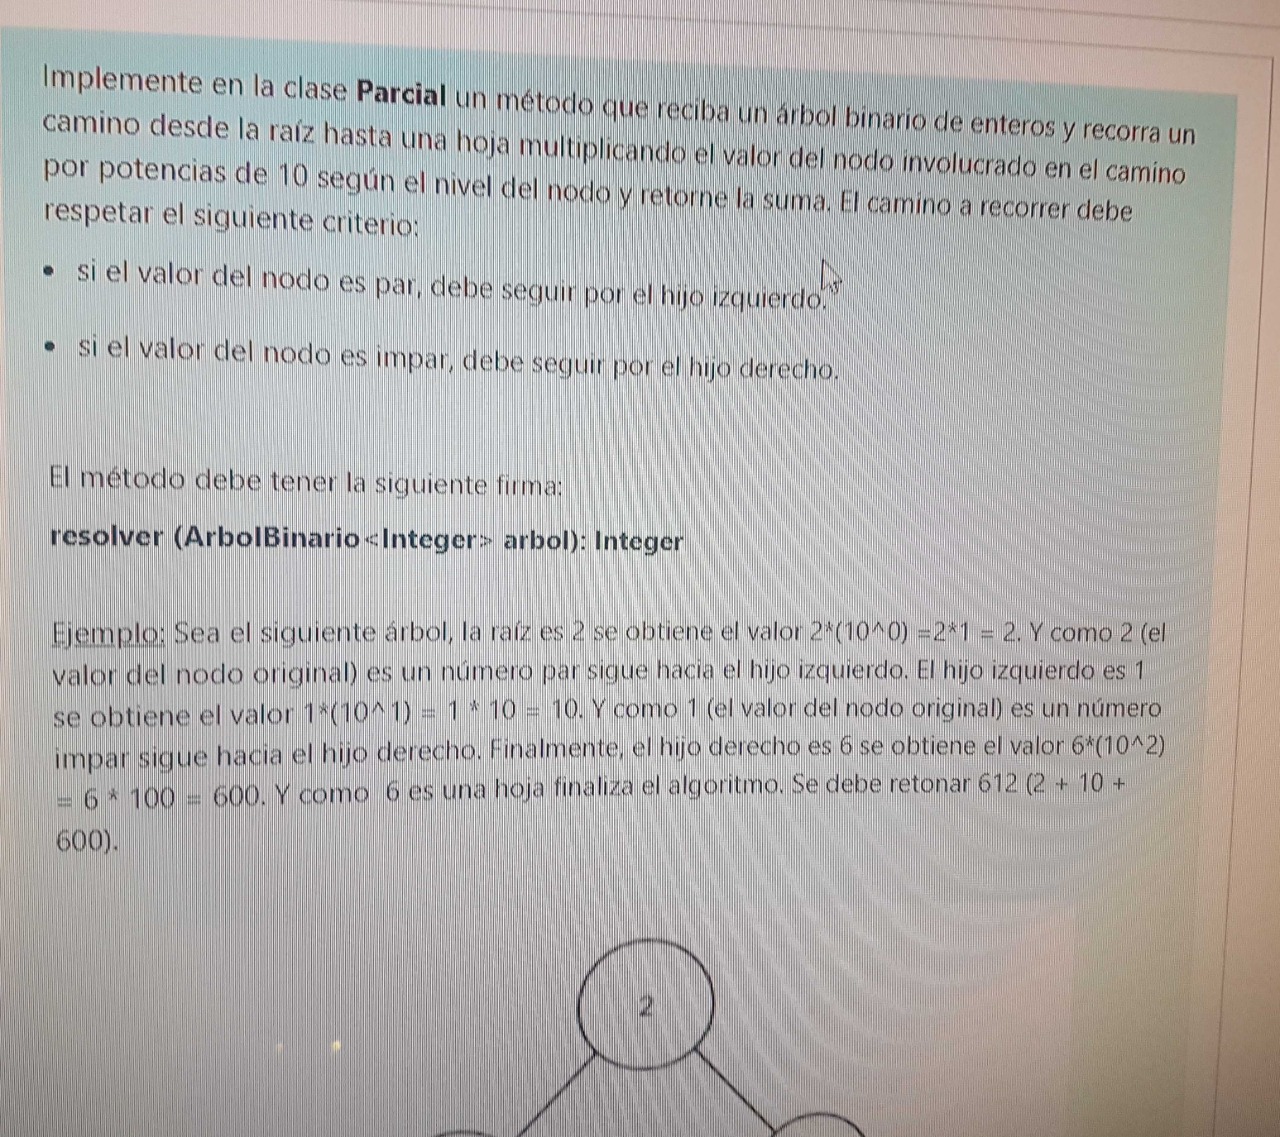 Implemente en la clase Parcial un método que reciba un árbol binario de enteros y recorra un
camino desde la raíz hasta una hoja multiplicando el valor del nodo involucrado en el camino
por potencias de 10 según el nivel del nodo y retorne la suma. El camino a recorrer debe
respetar el siguiente criterio:
• si el valor del nodo es par, debe seguir por el hijo izquierdo.
• si el valor del nodo es impar, debe seguir por el hijo derecho.
El método debe tener la siguiente firma:
resolver (ArbolBinario<Integer> arbol): Integer
Ejemplo: Sea el siguiente árbol, la raíz es 2 se obtiene el valor 2*(10^0) =2*1 = 2. Y como 2 (el
valor del nodo original) es un número par sigue hacia el hijo izquierdo. El hijo izquierdo es 1
se obtiene el valor 1*(10^1) = 1 * 10 = 10. Y como 1 (el valor del nodo original) es un número
impar sigue hacia el hijo derecho. Finalmente, el hijo derecho es 6 se obtiene el valor 6*(10^2)
= 6 * 100 = 600. Y como 6 es una hoja finaliza el algoritmo. Se debe retonar 612 (2 + 10 +
600).
2